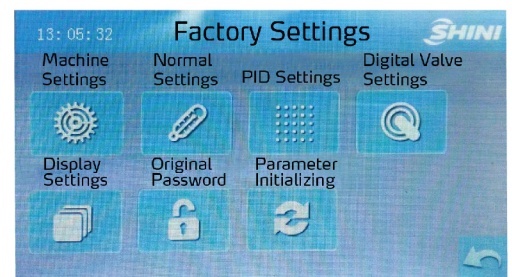 13:05:32
Factory Settings
SHINI
Machine
Settings
Normal
Settings
PID Settings
Digital Valve
Settings
Display
Settings
Original
Password
Parameter
Initializing